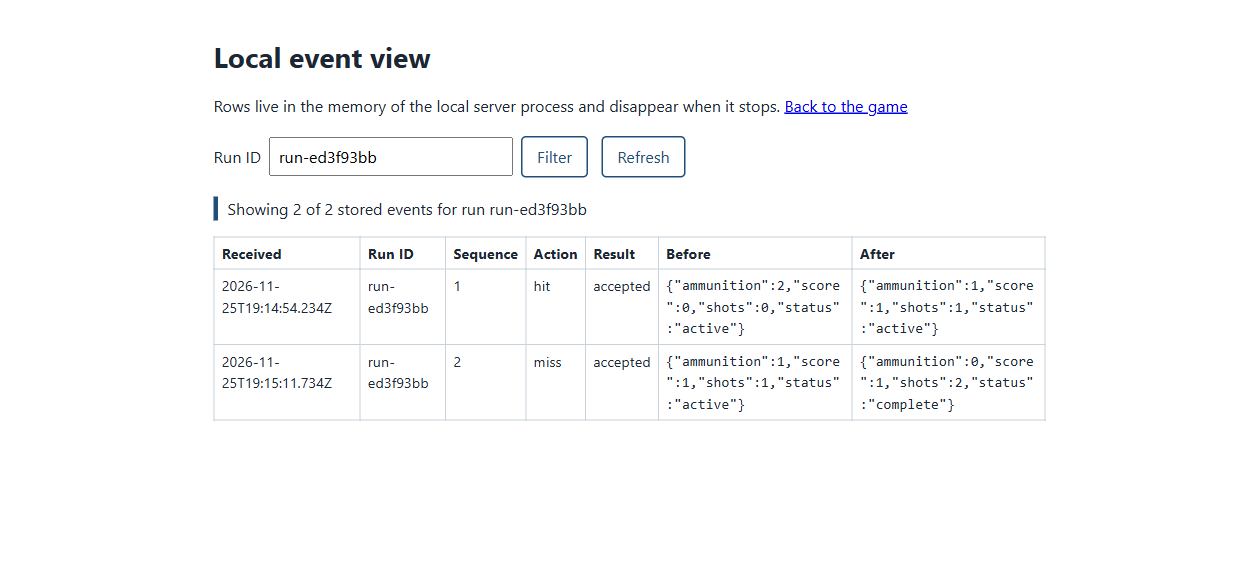 Local event view
Rows live in the memory of the local server process and disappear when it stops. Back to the game
Run ID run-ed3f93bb Filter Refresh
Showing 2 of 2 stored events for run run-ed3f93bb
Received Run ID Sequence Action Result Before After
2026-11- run- 1 hit accepted {"ammunition":2,"score {"ammunition":1,"score
25T19:14:54.234Z ed3f93bb ":0,"shots":0,"status" ":1,"shots":1,"status"
:"active"} :"active"}
2026-11- run- 2 miss accepted {"ammunition":1,"score {"ammunition":0,"score
25T19:15:11.734Z ed3f93bb ":1,"shots":1,"status" ":1,"shots":2,"status"
:"active"} :"complete"}